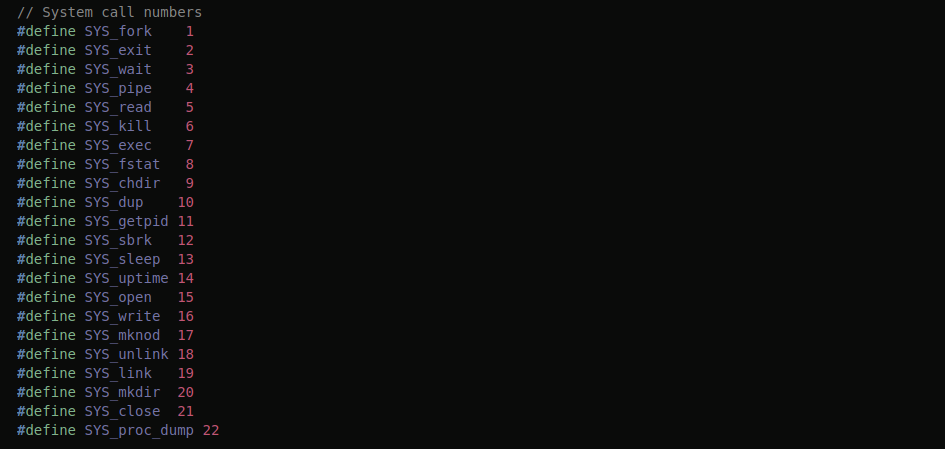 // System call numbers
#define SYS_fork    1
#define SYS_exit    2
#define SYS_wait    3
#define SYS_pipe    4
#define SYS_read    5
#define SYS_kill    6
#define SYS_exec    7
#define SYS_fstat   8
#define SYS_chdir   9
#define SYS_dup    10
#define SYS_getpid 11
#define SYS_sbrk   12
#define SYS_sleep  13
#define SYS_uptime 14
#define SYS_open   15
#define SYS_write  16
#define SYS_mknod  17
#define SYS_unlink 18
#define SYS_link   19
#define SYS_mkdir  20
#define SYS_close  21
#define SYS_proc_dump 22